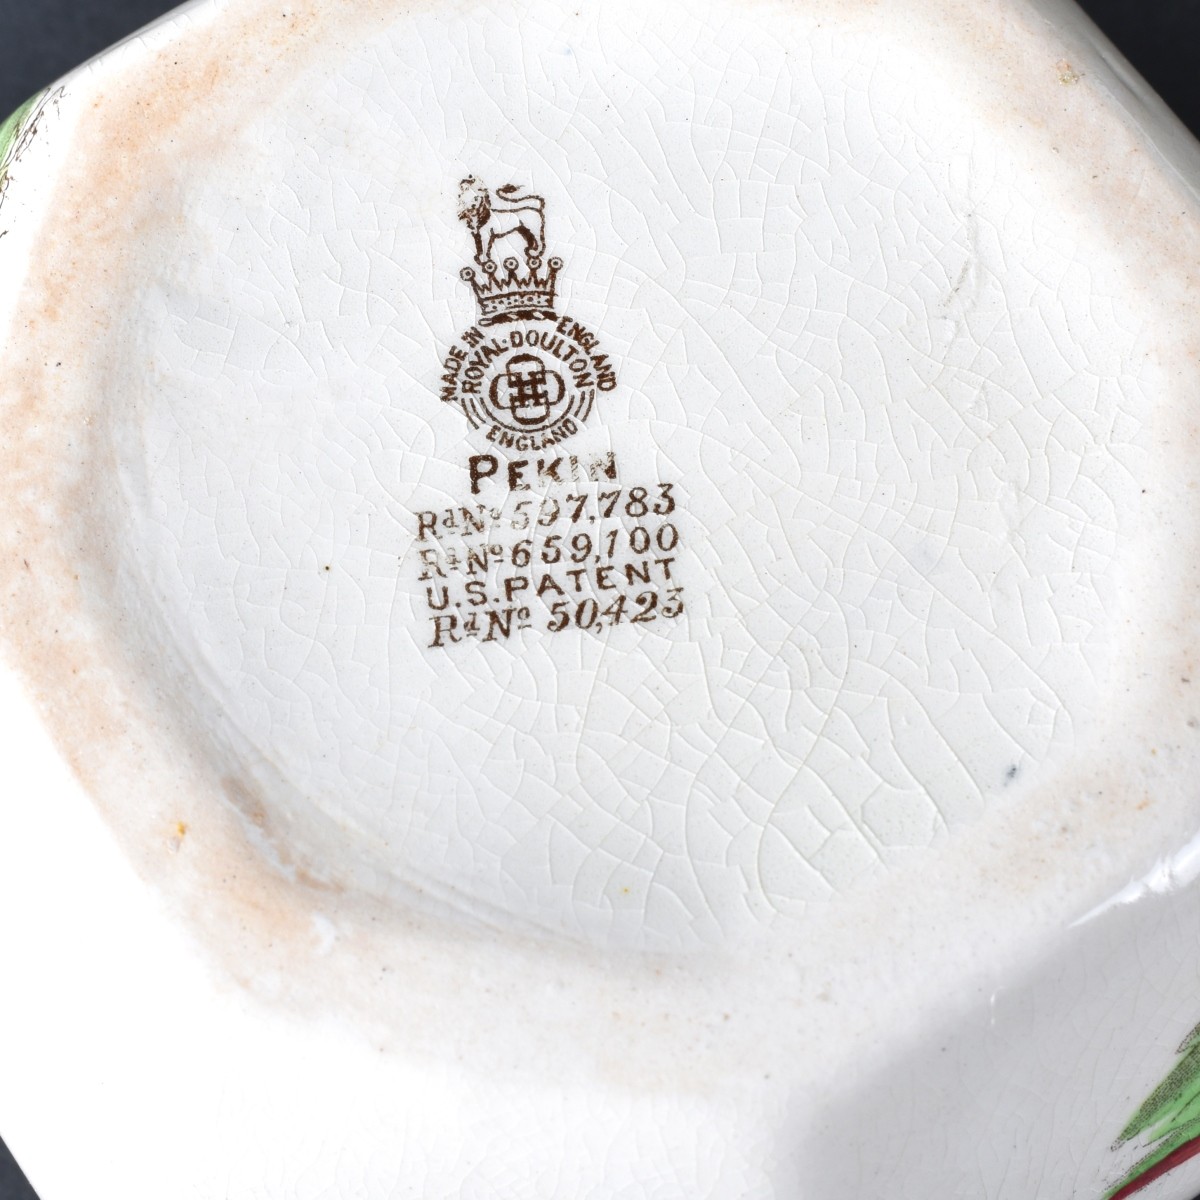 MADE IN ENGLAND
ROYAL·DOULTON
ENGLAND
PEKIN
Rd No 597,783
Rd No 659,100
U.S.PATENT
Rd No 50,423